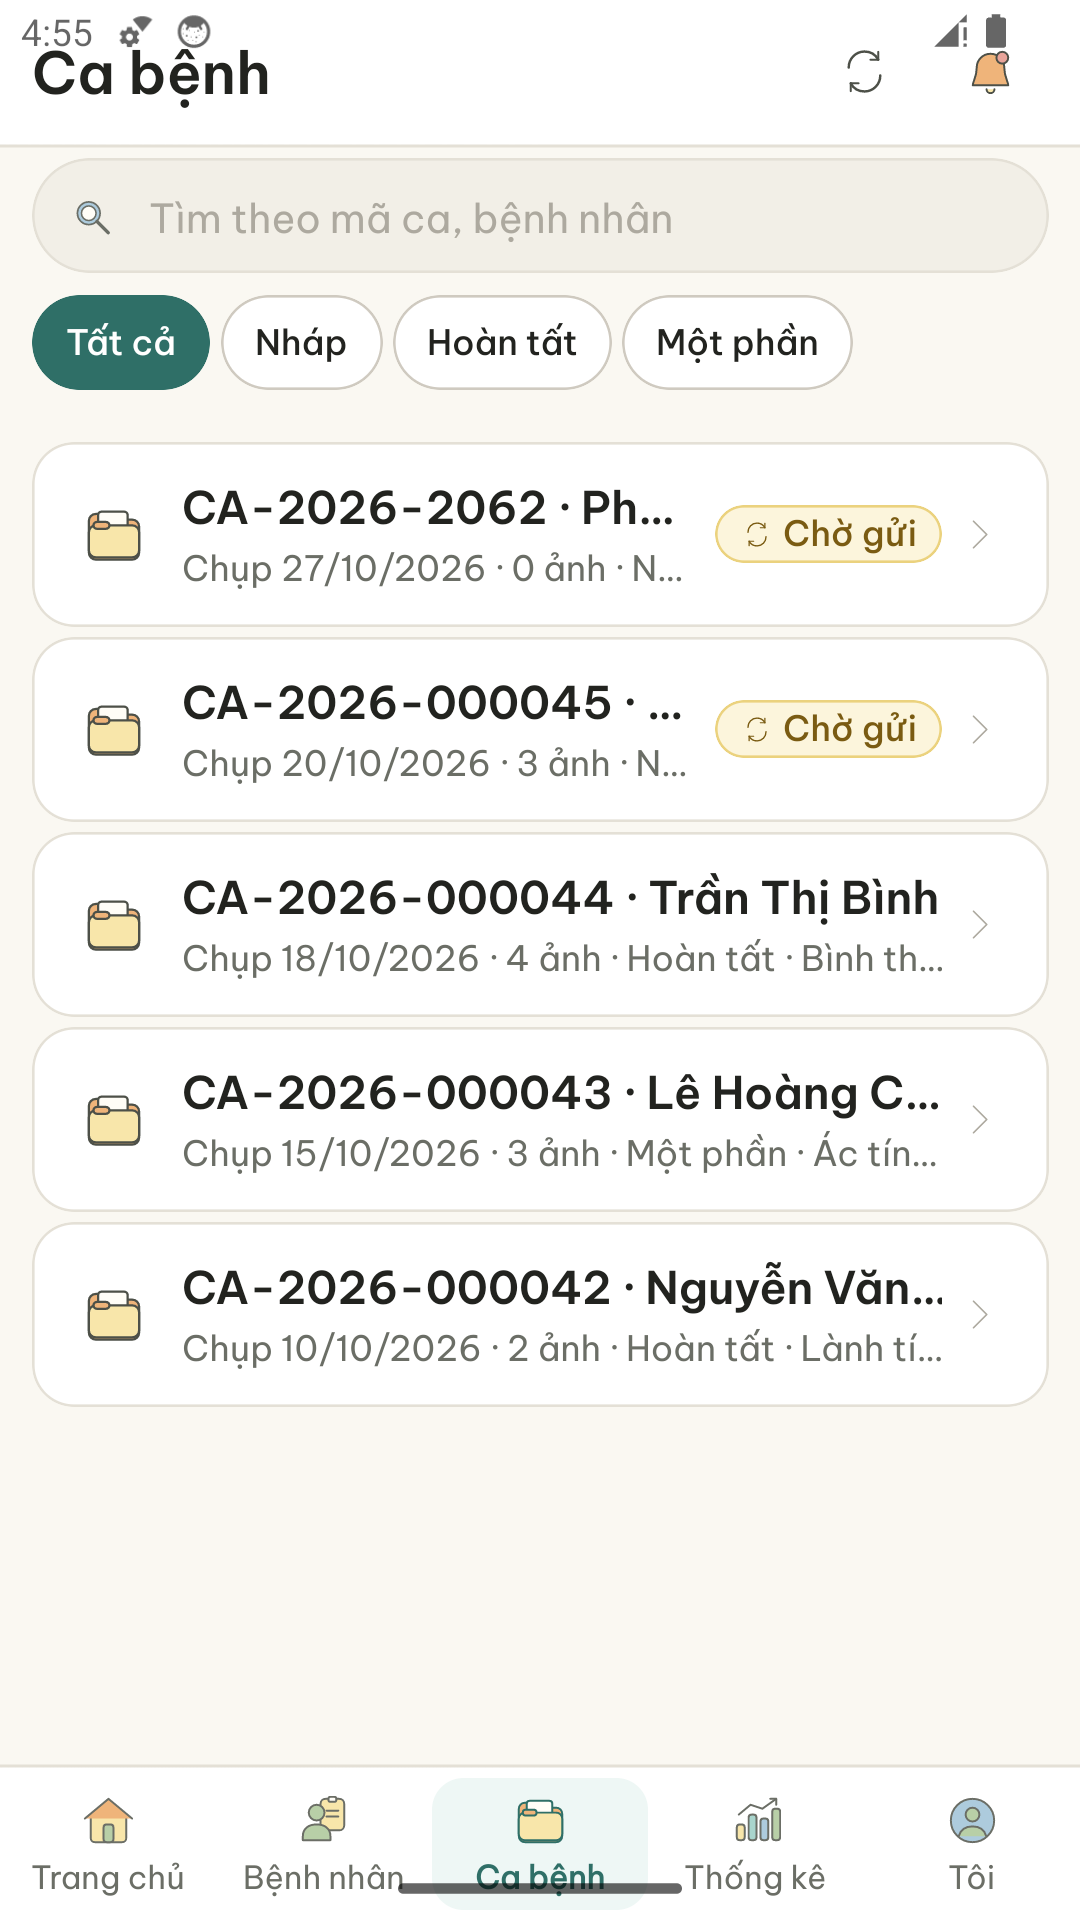 4:55
Ca bệnh
Tìm theo mã ca, bệnh nhân
Tất cả
Nháp
Hoàn tất
Một phần
CA-2026-2062 · Ph...
Chụp 27/10/2026 · 0 ảnh · N...
Chờ gửi
CA-2026-000045 · ...
Chụp 20/10/2026 · 3 ảnh · N...
Chờ gửi
CA-2026-000044 · Trần Thị Bình
Chụp 18/10/2026 · 4 ảnh · Hoàn tất · Bình th...
CA-2026-000043 · Lê Hoàng C...
Chụp 15/10/2026 · 3 ảnh · Một phần · Ác tín...
CA-2026-000042 · Nguyễn Văn...
Chụp 10/10/2026 · 2 ảnh · Hoàn tất · Lành tí...
Trang chủ
Bệnh nhân
Ca bệnh
Thống kê
Tôi